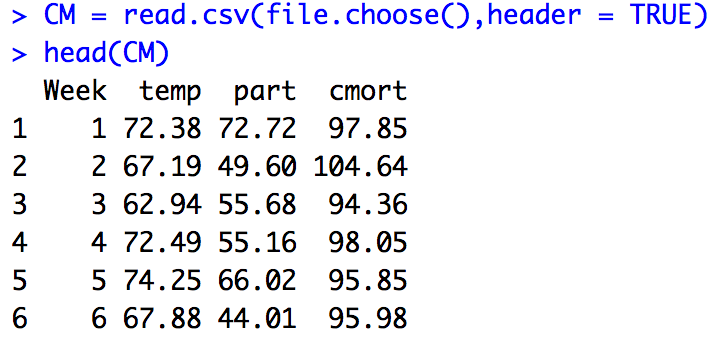 > CM = read.csv(file.choose(),header = TRUE)
> head(CM)
  Week  temp  part  cmort
1    1 72.38 72.72  97.85
2    2 67.19 49.60 104.64
3    3 62.94 55.68  94.36
4    4 72.49 55.16  98.05
5    5 74.25 66.02  95.85
6    6 67.88 44.01  95.98